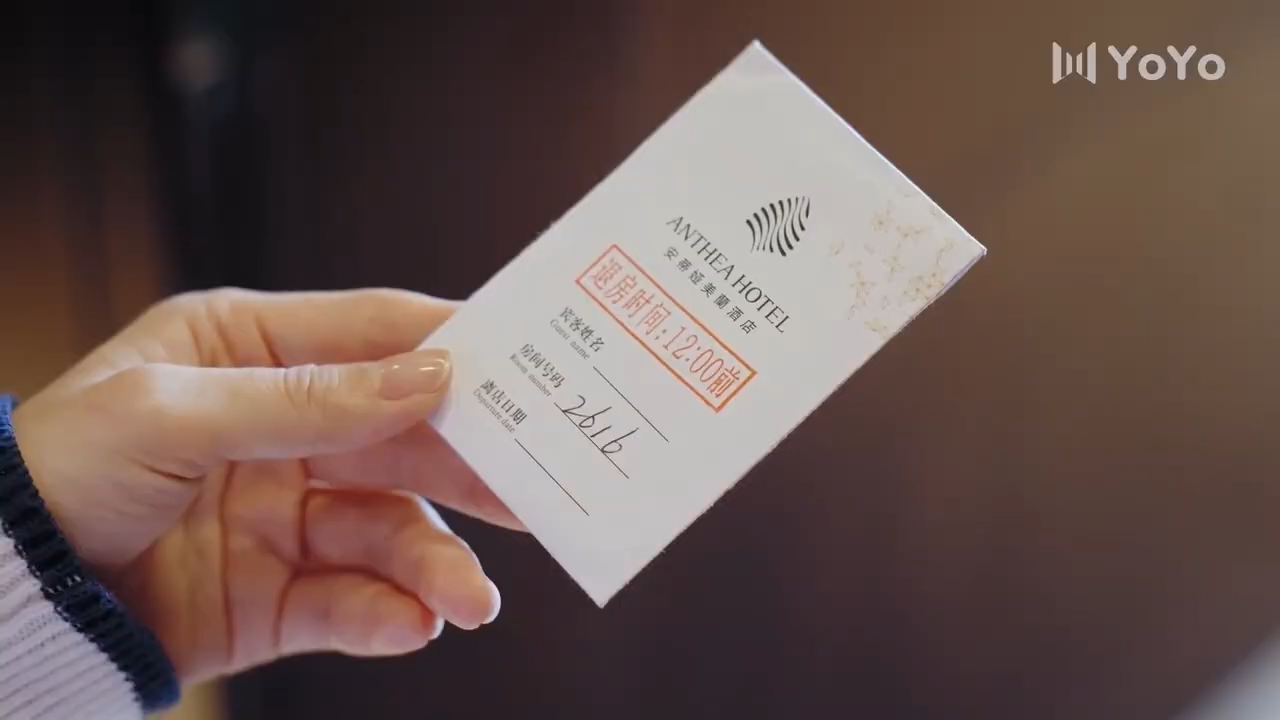 YoYo
ANTHEA HOTEL
安蒂娅美蘭酒店
退房时间:12:00前
宾客姓名
Guest name
房间号码
Room number
2616
离店日期
Departure date